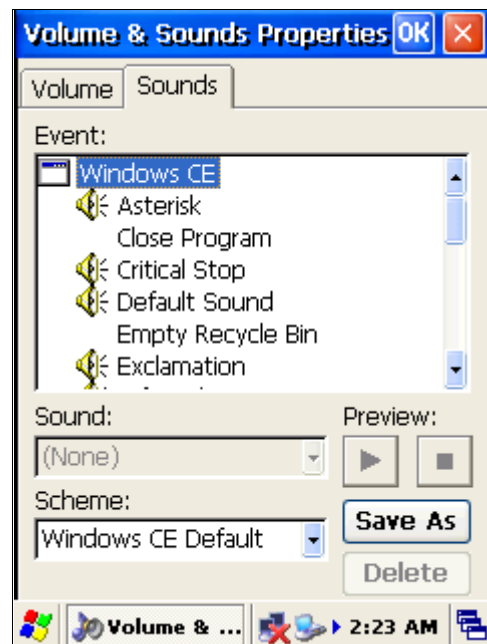 Volume & Sounds Properties OK
Volume Sounds
Event:
Windows CE
Asterisk
Close Program
Critical Stop
Default Sound
Empty Recycle Bin
Exclamation
Sound: Preview:
(None)
Scheme:
Save As
Windows CE Default
Delete
Volume & ... 2:23 AM